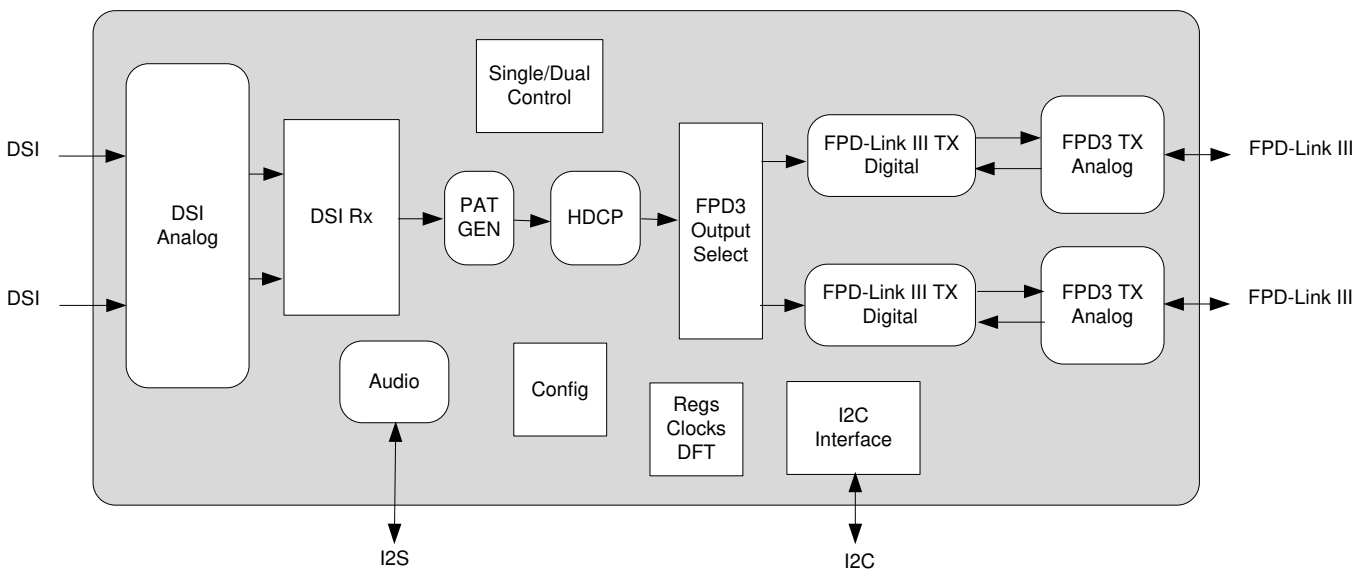 Single/Dual
Control
DSI
DSI
DSI
Analog
DSI Rx
PAT
GEN
HDCP
FPD3
Output
Select
FPD-Link III TX
Digital
FPD3 TX
Analog
FPD-Link III
FPD-Link III TX
Digital
FPD3 TX
Analog
FPD-Link III
Audio
Config
Regs
Clocks
DFT
I2C
Interface
I2S
I2C